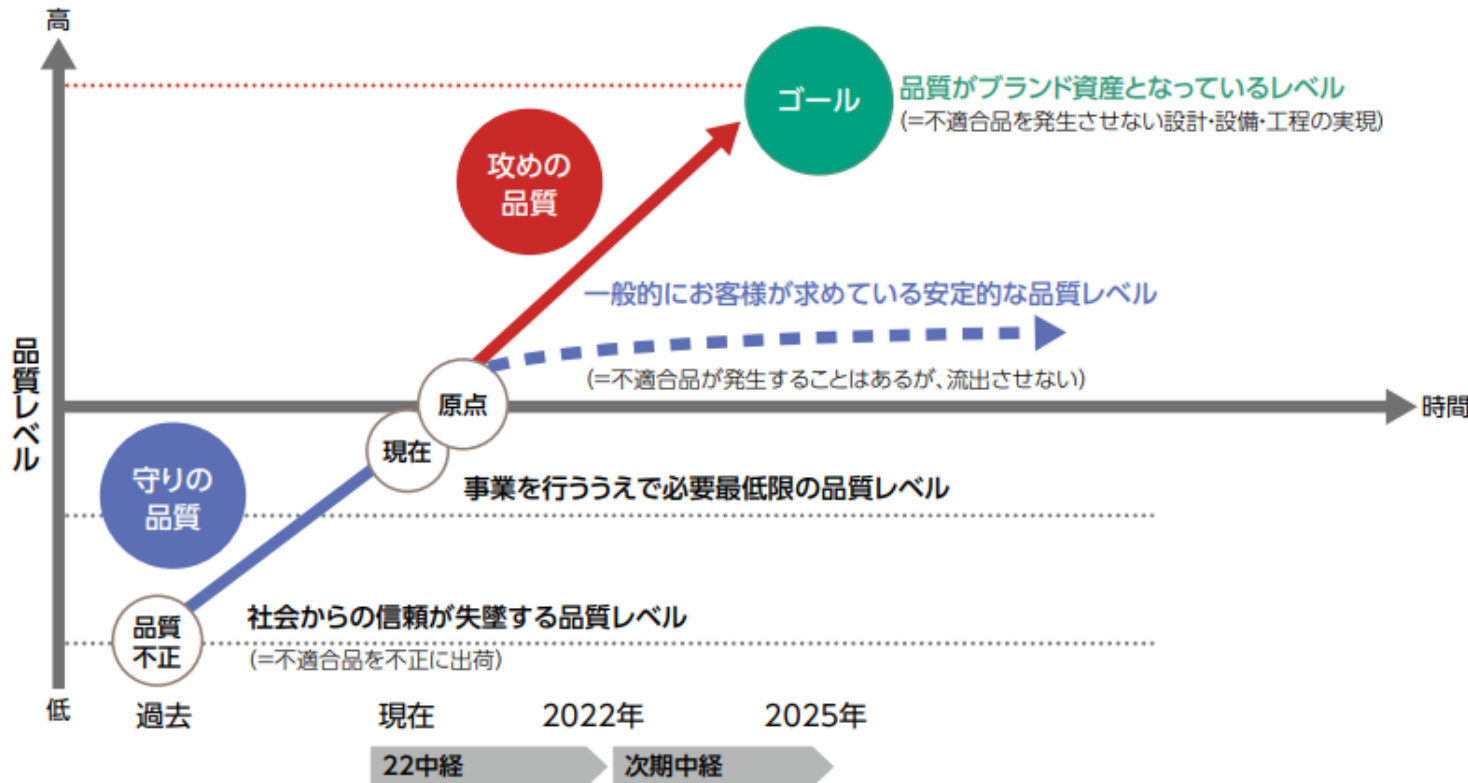 高
ゴール
品質がブランド資産となっているレベル
(=不適合品を発生させない設計・設備・工程の実現)
攻めの
品質
一般的にお客様が求めている安定的な品質レベル
(=不適合品が発生することはあるが、流出させない)
品質レベル
原点
時間
現在
守りの
品質
事業を行ううえで必要最低限の品質レベル
社会からの信頼が失墜する品質レベル
(=不適合品を不正に出荷)
品質
不正
低
過去
現在
2022年
2025年
22中経
次期中経